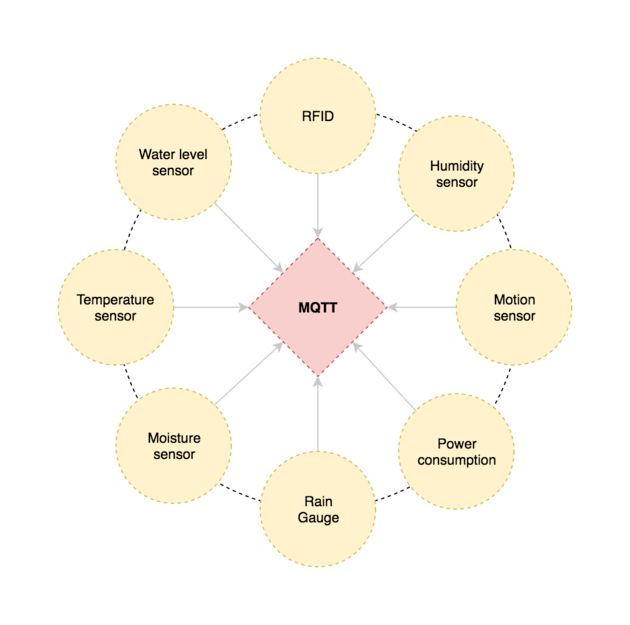 RFID
Water level
sensor
Humidity
sensor
Temperature
sensor
MQTT
Motion
sensor
Moisture
sensor
Power
consumption
Rain
Gauge